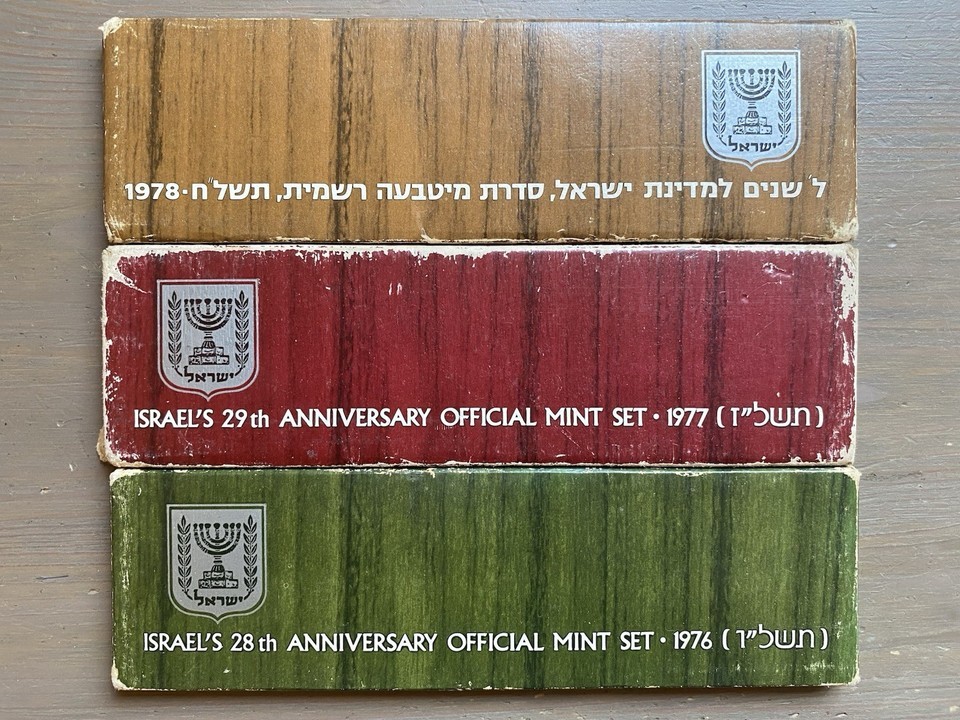 ישראל
ל' שנים למדינת ישראל, סדרת מיטבעה רשמית, תשל"ח·1978
ישראל
ISRAEL'S 29th ANNIVERSARY OFFICIAL MINT SET · 1977 (תשל"ז)
ישראל
ISRAEL'S 28th ANNIVERSARY OFFICIAL MINT SET · 1976 (תשל"ו)